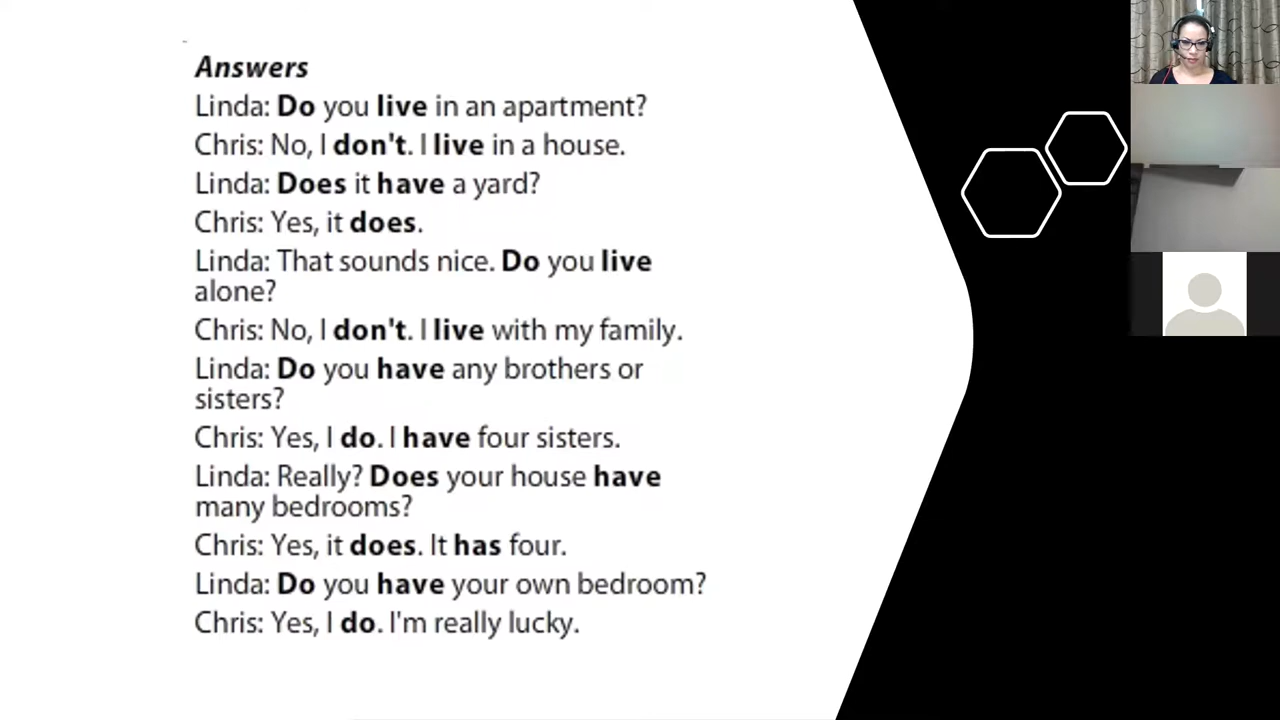 Answers
Linda: Do you live in an apartment?
Chris: No, I don't. I live in a house.
Linda: Does it have a yard?
Chris: Yes, it does.
Linda: That sounds nice. Do you live
alone?
Chris: No, I don't. I live with my family.
Linda: Do you have any brothers or
sisters?
Chris: Yes, I do. I have four sisters.
Linda: Really? Does your house have
many bedrooms?
Chris: Yes, it does. It has four.
Linda: Do you have your own bedroom?
Chris: Yes, I do. I'm really lucky.